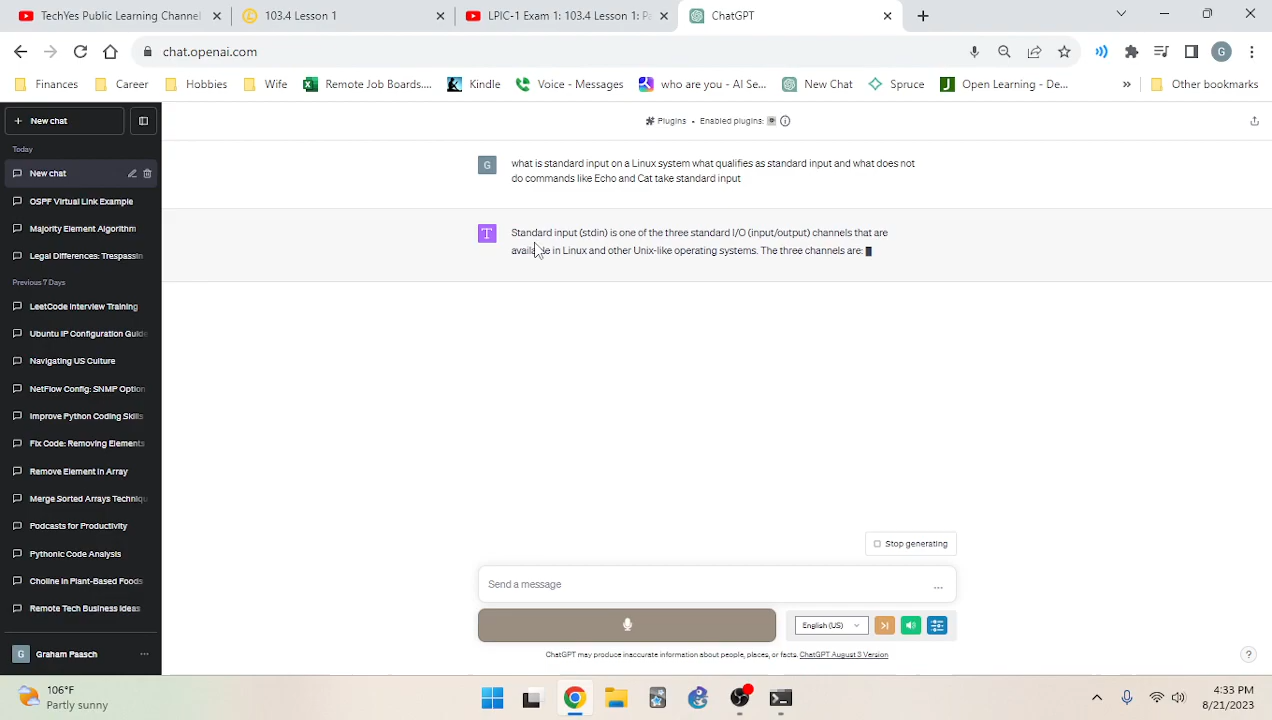 TechYes Public Learning Channel
103.4 Lesson 1
LPIC-1 Exam 1: 103.4 Lesson 1: P
ChatGPT
chat.openai.com
G
Finances
Career
Hobbies
Wife
Remote Job Boards....
Kindle
Voice - Messages
who are you - AI Se...
New Chat
Spruce
Open Learning - De...
»
Other bookmarks
+ New chat
Plugins • Enabled plugins:
Today
New chat
OSPF Virtual Link Example
Majority Element Algorithm
Legal Differences: Trespassin
Previous 7 Days
LeetCode Interview Training
Ubuntu IP Configuration Guide
Navigating US Culture
NetFlow Config: SNMP Option
Improve Python Coding Skills
Fix Code: Removing Elements
Remove Element in Array
Merge Sorted Arrays Techniqu
Podcasts for Productivity
Pythonic Code Analysis
Choline in Plant-Based Foods
Remote Tech Business Ideas
G Graham Paasch ...
G
what is standard input on a Linux system what qualifies as standard input and what does not
do commands like Echo and Cat take standard input
T
Standard input (stdin) is one of the three standard I/O (input/output) channels that are
available in Linux and other Unix-like operating systems. The three channels are:
Stop generating
Send a message
...
English (US)
ChatGPT may produce inaccurate information about people, places, or facts. ChatGPT August 3 Version
?
106°F
Partly sunny
4:33 PM
8/21/2023